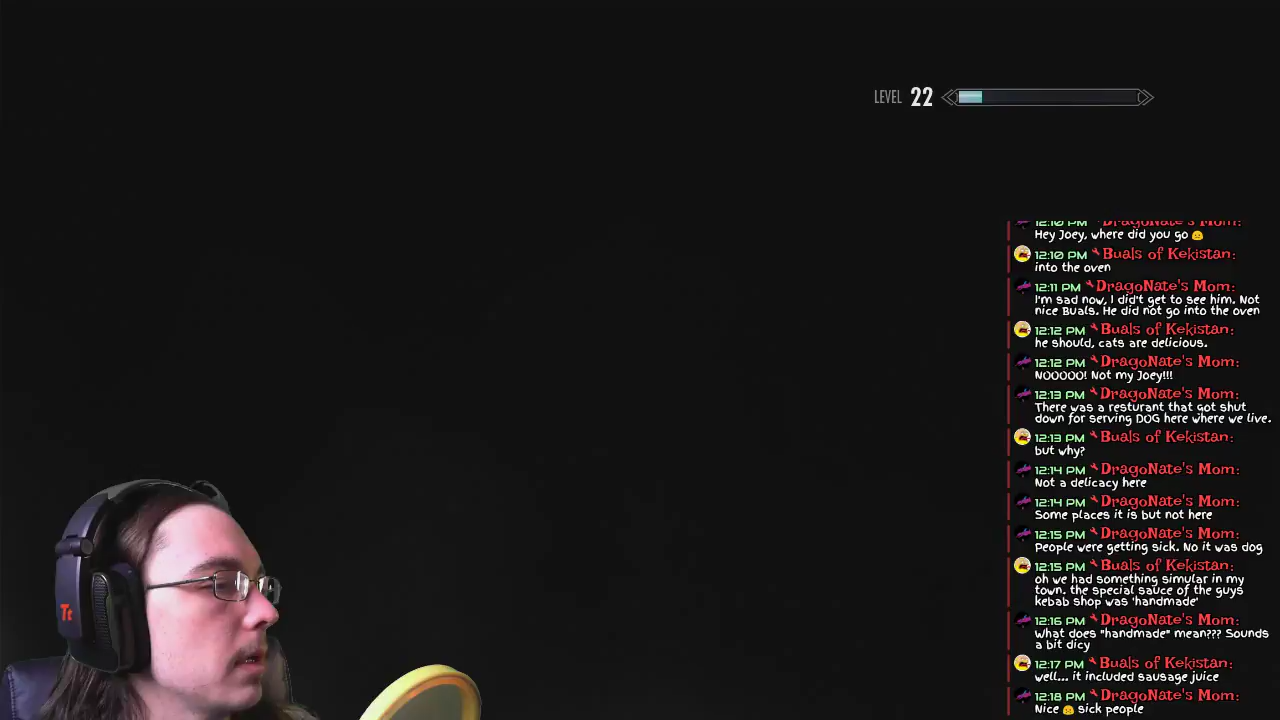 LEVEL 22
12:10 PM DragoNate's Mom:
Hey Joey, where did you go
12:10 PM Buals of Kekistan:
into the oven
12:11 PM DragoNate's Mom:
I'm sad now, I did't get to see him. Not
nice Buals. He did not go into the oven
12:12 PM Buals of Kekistan:
he should, cats are delicious.
12:12 PM DragoNate's Mom:
NOOOOO! Not my Joey!!!
12:13 PM DragoNate's Mom:
There was a resturant that got shut
down for serving DOG here where we live.
12:13 PM Buals of Kekistan:
but why?
12:14 PM DragoNate's Mom:
Not a delicacy here
12:14 PM DragoNate's Mom:
Some places it is but not here
12:15 PM DragoNate's Mom:
People were getting sick. No it was dog
12:15 PM Buals of Kekistan:
oh we had something simular in my
town. the special sauce of the guys
kebab shop was 'handmade'
12:16 PM DragoNate's Mom:
What does "handmade" mean??? Sounds
a bit dicy
12:17 PM Buals of Kekistan:
well... it included sausage juice
12:18 PM DragoNate's Mom:
Nice sick people
Tt